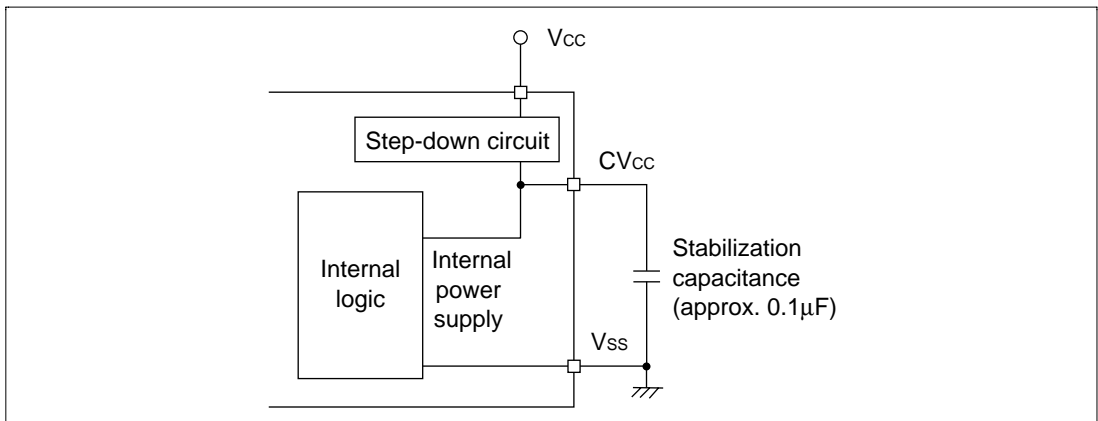 Vcc
Step-down circuit
CVcc
Internal
logic
Internal
power
supply
Stabilization
capacitance
(approx. 0.1μF)
Vss